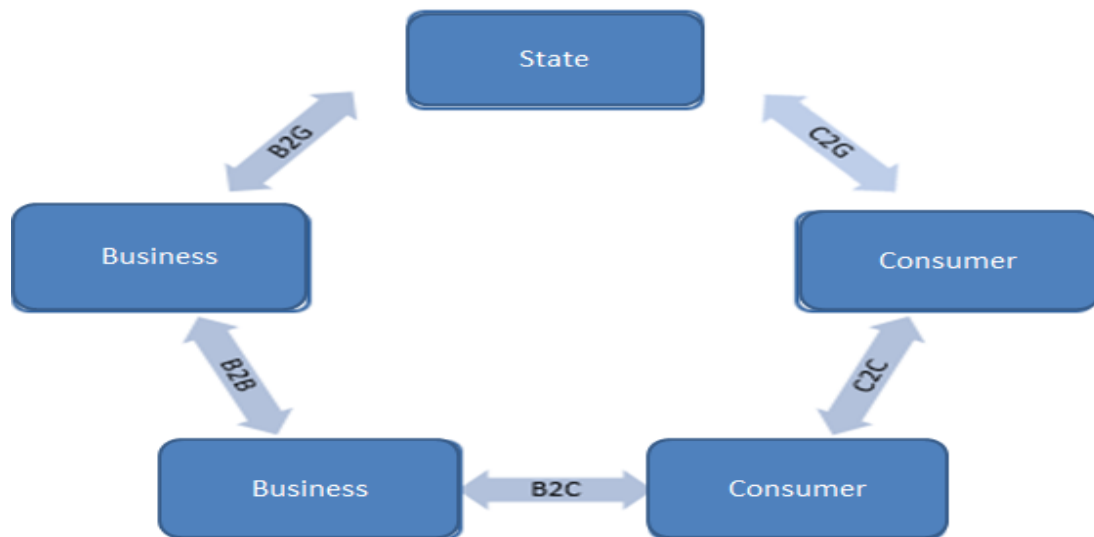 State
B2G
C2G
Business
Consumer
B2B
C2C
Business
B2C
Consumer